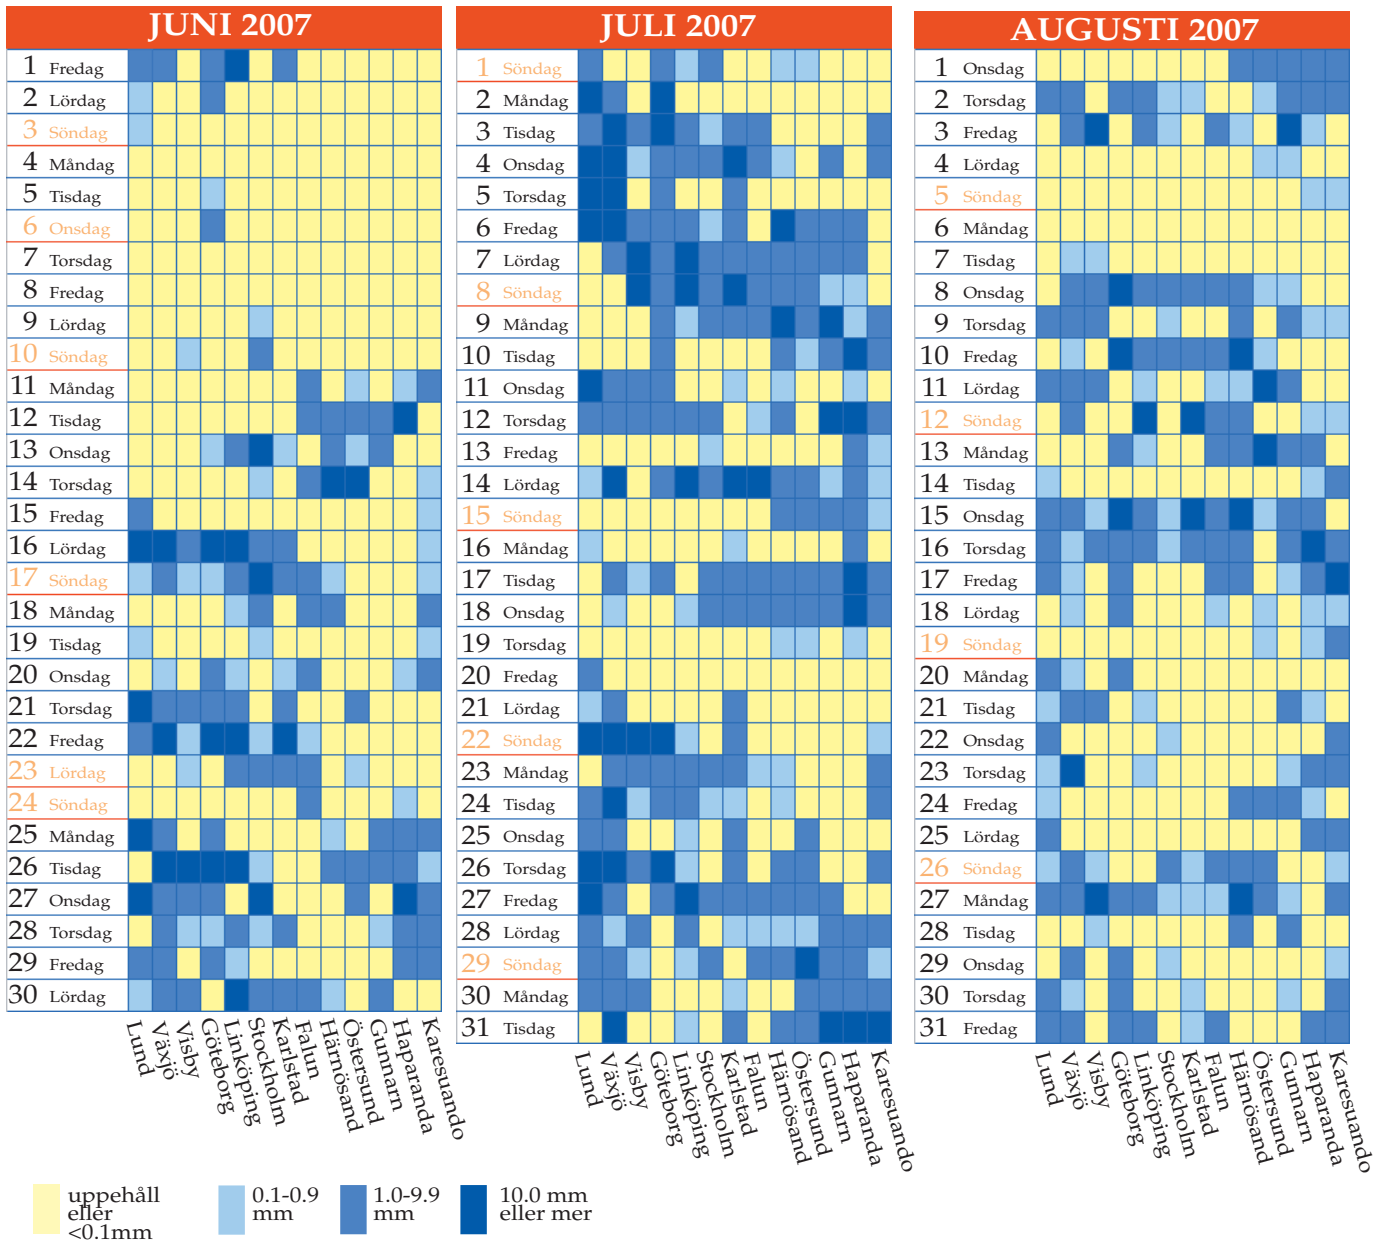 JUNI 2007
1 Fredag
2 Lördag
3 Söndag
4 Måndag
5 Tisdag
6 Onsdag
7 Torsdag
8 Fredag
9 Lördag
10 Söndag
11 Måndag
12 Tisdag
13 Onsdag
14 Torsdag
15 Fredag
16 Lördag
17 Söndag
18 Måndag
19 Tisdag
20 Onsdag
21 Torsdag
22 Fredag
23 Lördag
24 Söndag
25 Måndag
26 Tisdag
27 Onsdag
28 Torsdag
29 Fredag
30 Lördag
Lund
Växjö
Visby
Göteborg
Linköping
Stockholm
Karlstad
Falun
Härnösand
Östersund
Gunnarn
Haparanda
Karesuando
JULI 2007
1 Söndag
2 Måndag
3 Tisdag
4 Onsdag
5 Torsdag
6 Fredag
7 Lördag
8 Söndag
9 Måndag
10 Tisdag
11 Onsdag
12 Torsdag
13 Fredag
14 Lördag
15 Söndag
16 Måndag
17 Tisdag
18 Onsdag
19 Torsdag
20 Fredag
21 Lördag
22 Söndag
23 Måndag
24 Tisdag
25 Onsdag
26 Torsdag
27 Fredag
28 Lördag
29 Söndag
30 Måndag
31 Tisdag
Lund
Växjö
Visby
Göteborg
Linköping
Stockholm
Karlstad
Falun
Härnösand
Östersund
Gunnarn
Haparanda
Karesuando
AUGUSTI 2007
1 Onsdag
2 Torsdag
3 Fredag
4 Lördag
5 Söndag
6 Måndag
7 Tisdag
8 Onsdag
9 Torsdag
10 Fredag
11 Lördag
12 Söndag
13 Måndag
14 Tisdag
15 Onsdag
16 Torsdag
17 Fredag
18 Lördag
19 Söndag
20 Måndag
21 Tisdag
22 Onsdag
23 Torsdag
24 Fredag
25 Lördag
26 Söndag
27 Måndag
28 Tisdag
29 Onsdag
30 Torsdag
31 Fredag
Lund
Växjö
Visby
Göteborg
Linköping
Stockholm
Karlstad
Falun
Härnösand
Östersund
Gunnarn
Haparanda
Karesuando
uppehåll
eller
<0.1mm
0.1-0.9
mm
1.0-9.9
mm
10.0 mm
eller mer